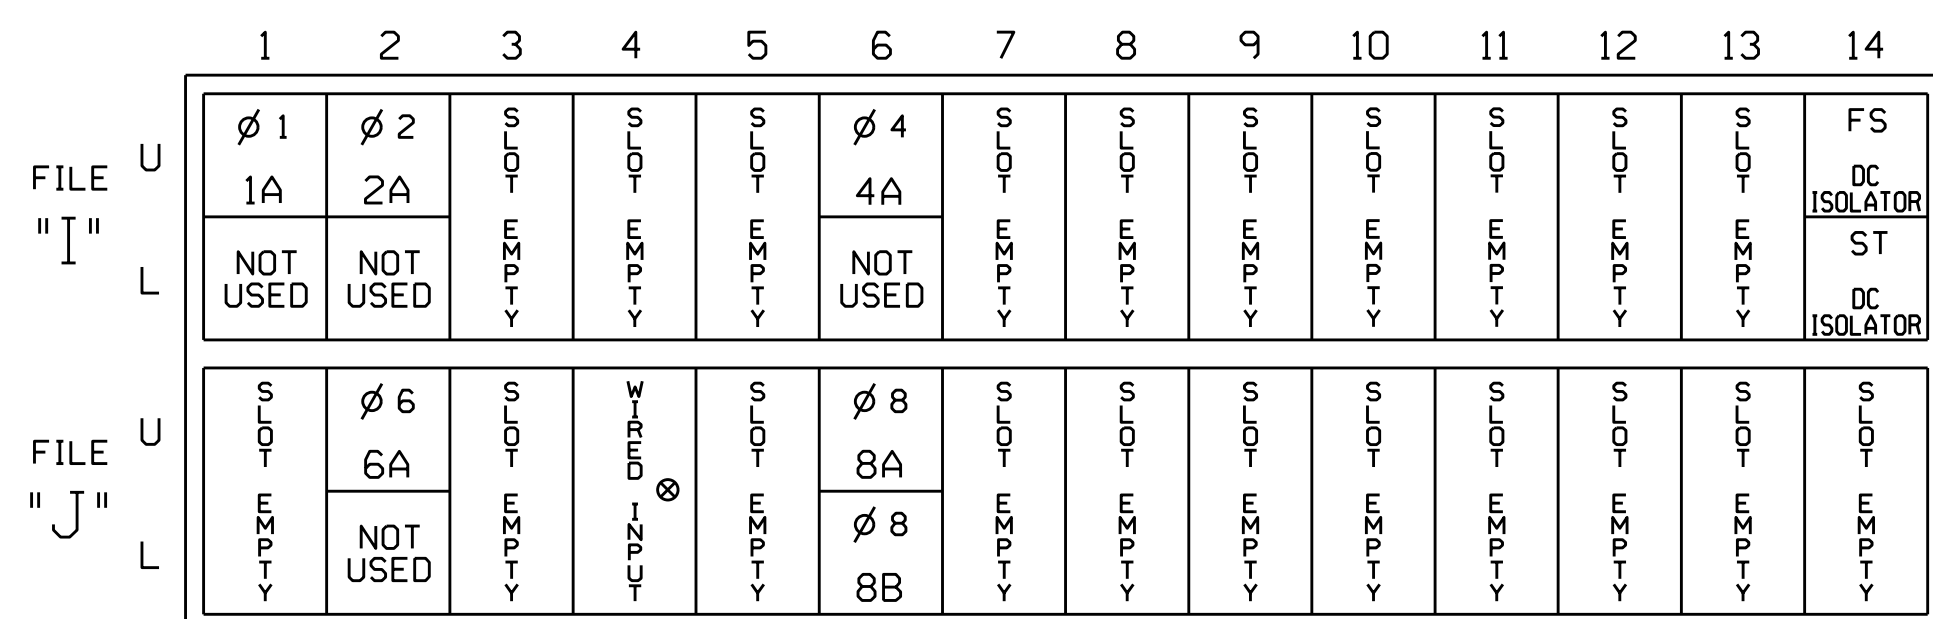 1 2 3 4 5 6 7 8 9 10 11 12 13 14
FILE "I"
U
L
Ø 1
1A
NOT
USED
Ø 2
2A
NOT
USED
SLOT EMPTY
SLOT EMPTY
SLOT EMPTY
Ø 4
4A
NOT
USED
SLOT EMPTY
SLOT EMPTY
SLOT EMPTY
SLOT EMPTY
SLOT EMPTY
SLOT EMPTY
SLOT EMPTY
FS
DC
ISOLATOR
ST
DC
ISOLATOR
FILE "J"
U
L
SLOT EMPTY
Ø 6
6A
NOT
USED
SLOT EMPTY
WIRED INPUT
SLOT EMPTY
Ø 8
8A
Ø 8
8B
SLOT EMPTY
SLOT EMPTY
SLOT EMPTY
SLOT EMPTY
SLOT EMPTY
SLOT EMPTY
SLOT EMPTY
SLOT EMPTY